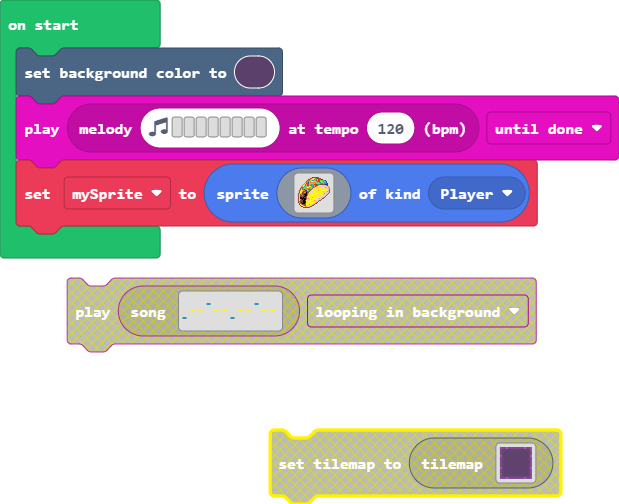 on start
set background color to
play melody at tempo 120 (bpm) until done
set mySprite to sprite of kind Player
play song looping in background
set tilemap to tilemap